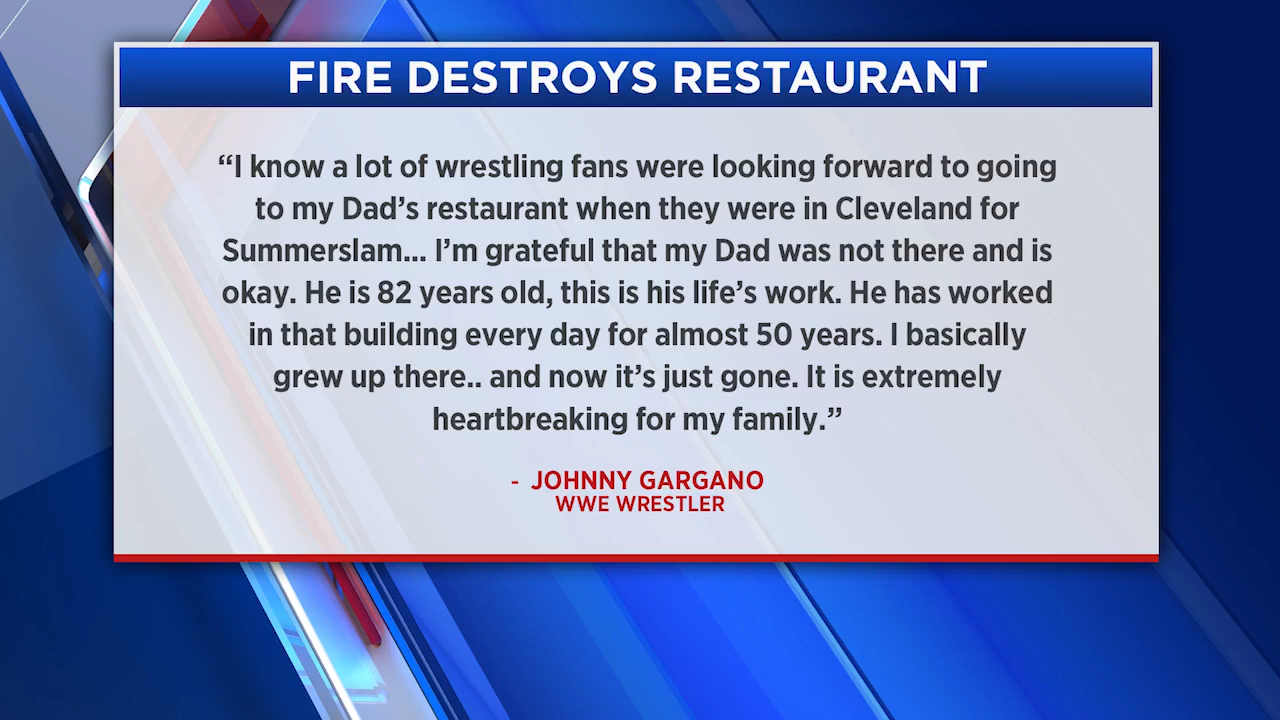 FIRE DESTROYS RESTAURANT
“I know a lot of wrestling fans were looking forward to going
to my Dad’s restaurant when they were in Cleveland for
Summerslam... I’m grateful that my Dad was not there and is
okay. He is 82 years old, this is his life’s work. He has worked
in that building every day for almost 50 years. I basically
grew up there.. and now it’s just gone. It is extremely
heartbreaking for my family.”
- JOHNNY GARGANO
WWE WRESTLER